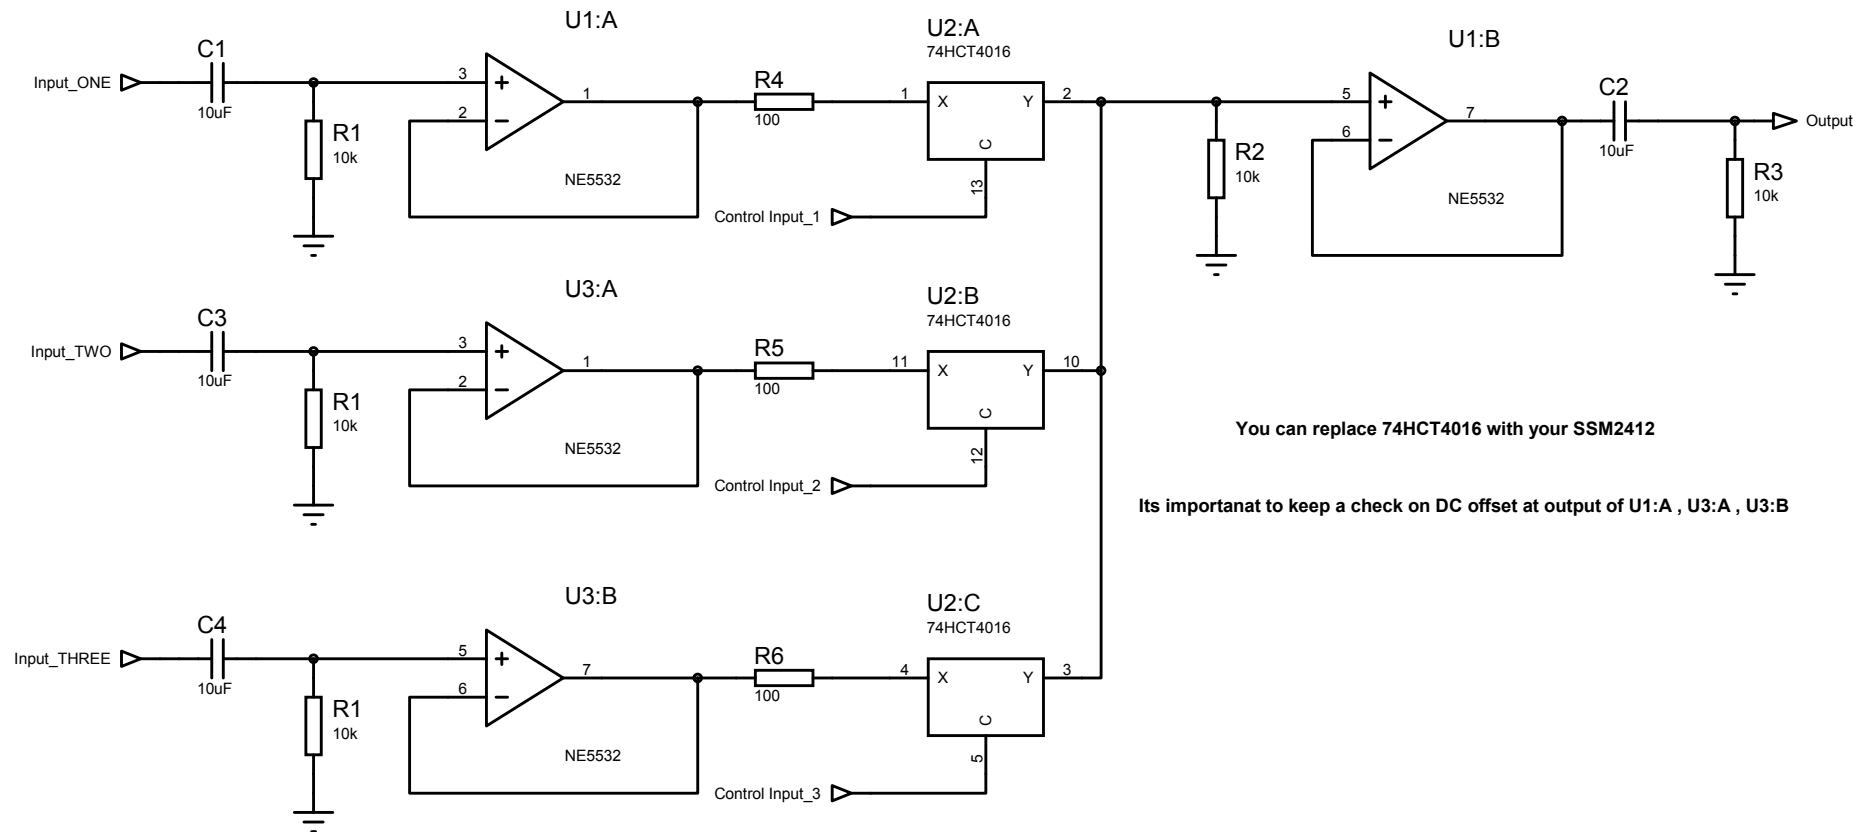 U1:A
U2:A
74HCT4016
U1:B
C1
10uF
Input_ONE
R1
10k
3
2
1
NE5532
R4
100
1
X
Y
2
C
13
Control Input_1
R2
10k
5
6
7
NE5532
C2
10uF
Output
R3
10k
U3:A
U2:B
74HCT4016
C3
10uF
Input_TWO
R1
10k
3
2
1
NE5532
R5
100
11
X
Y
10
C
12
Control Input_2
You can replace 74HCT4016 with your SSM2412
Its importanat to keep a check on DC offset at output of U1:A , U3:A , U3:B
U3:B
U2:C
74HCT4016
C4
10uF
Input_THREE
R1
10k
5
6
7
NE5532
R6
100
4
X
Y
3
C
5
Control Input_3